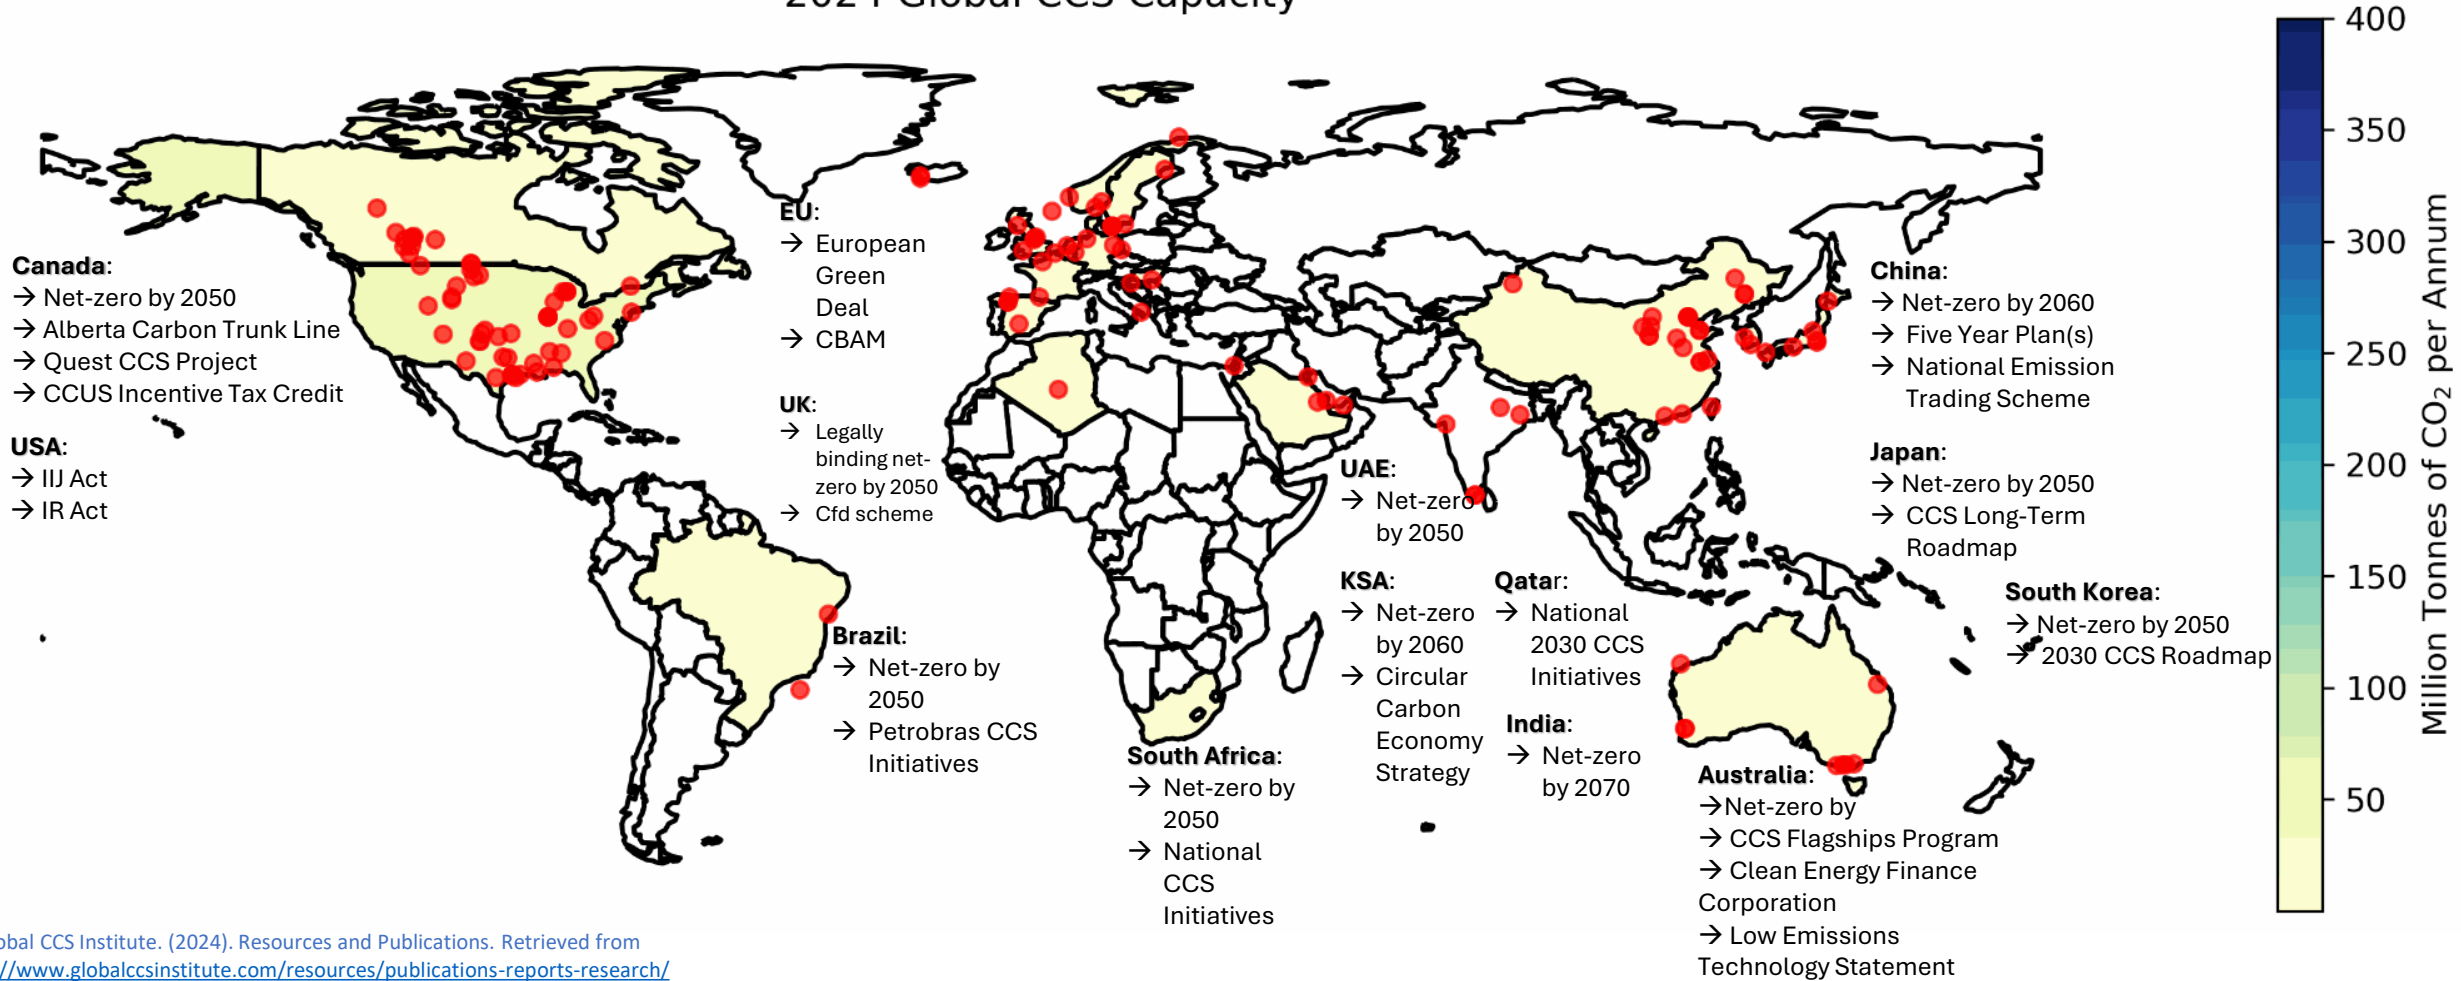 2024 Global CCS Capacity
Canada:
→ Net-zero by 2050
→ Alberta Carbon Trunk Line
→ Quest CCS Project
→ CCUS Incentive Tax Credit
USA:
→ IIJ Act
→ IR Act
EU:
→ European
Green
Deal
→ CBAM
UK:
→ Legally
binding net-
zero by 2050
→ Cfd scheme
Brazil:
→ Net-zero by
2050
→ Petrobras CCS
Initiatives
South Africa:
→ Net-zero by
2050
→ National
CCS
Initiatives
UAE:
→ Net-zero
by 2050
KSA:
→ Net-zero
by 2060
→ Circular
Carbon
Economy
Strategy
Qatar:
→ National
2030 CCS
Initiatives
India:
→ Net-zero
by 2070
China:
→ Net-zero by 2060
→ Five Year Plan(s)
→ National Emission
Trading Scheme
Japan:
→ Net-zero by 2050
→ CCS Long-Term
Roadmap
South Korea:
→ Net-zero by 2050
→ 2030 CCS Roadmap
Australia:
→Net-zero by
→ CCS Flagships Program
→ Clean Energy Finance
Corporation
→ Low Emissions
Technology Statement
400
350
300
250
200
150
100
50
Million Tonnes of CO₂ per Annum
obal CCS Institute. (2024). Resources and Publications. Retrieved from
//www.globalccsinstitute.com/resources/publications-reports-research/